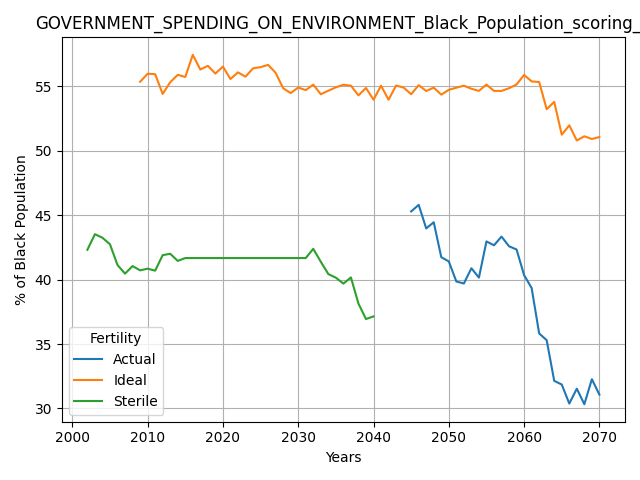 GOVERNMENT_SPENDING_ON_ENVIRONMENT_Black_Population_scoring_
% of Black Population
55
50
45
40
35
30
Fertility
Actual
Ideal
Sterile
2000 2010 2020 2030 2040 2050 2060 2070
Years